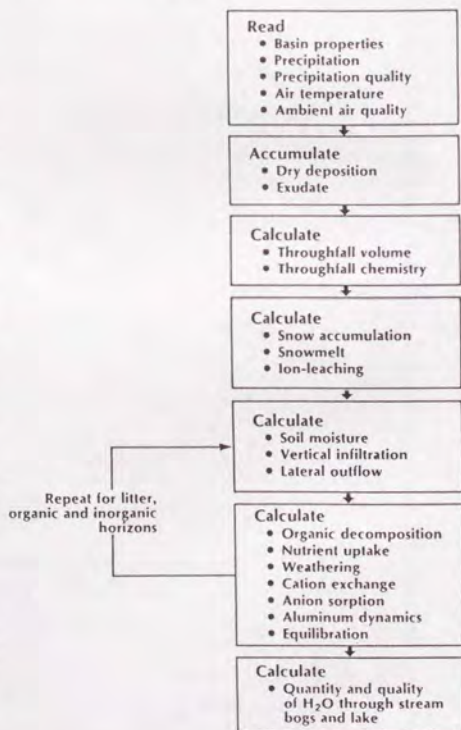 Read
• Basin properties
• Precipitation
• Precipitation quality
• Air temperature
• Ambient air quality
Accumulate
• Dry deposition
• Exudate
Calculate
• Throughfall volume
• Throughfall chemistry
Calculate
• Snow accumulation
• Snowmelt
• Ion-leaching
Calculate
• Soil moisture
• Vertical infiltration
• Lateral outflow
Repeat for litter,
organic and inorganic
horizons
Calculate
• Organic decomposition
• Nutrient uptake
• Weathering
• Cation exchange
• Anion sorption
• Aluminum dynamics
• Equilibration
Calculate
• Quantity and quality
of H₂O through stream
bogs and lake